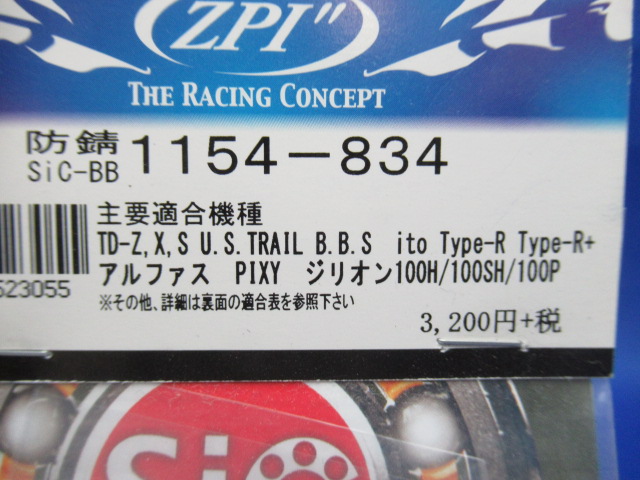 ZPI"
THE RACING CONCEPT
防錆
SiC-BB
1154-834
主要適合機種
TD-Z,X,S U.S.TRAIL B.B.S ito Type-R Type-R+
アルファス PIXY ジリオン100H/100SH/100P
※その他、詳細は裏面の適合表を参照下さい
523055
3,200円+税
SiC